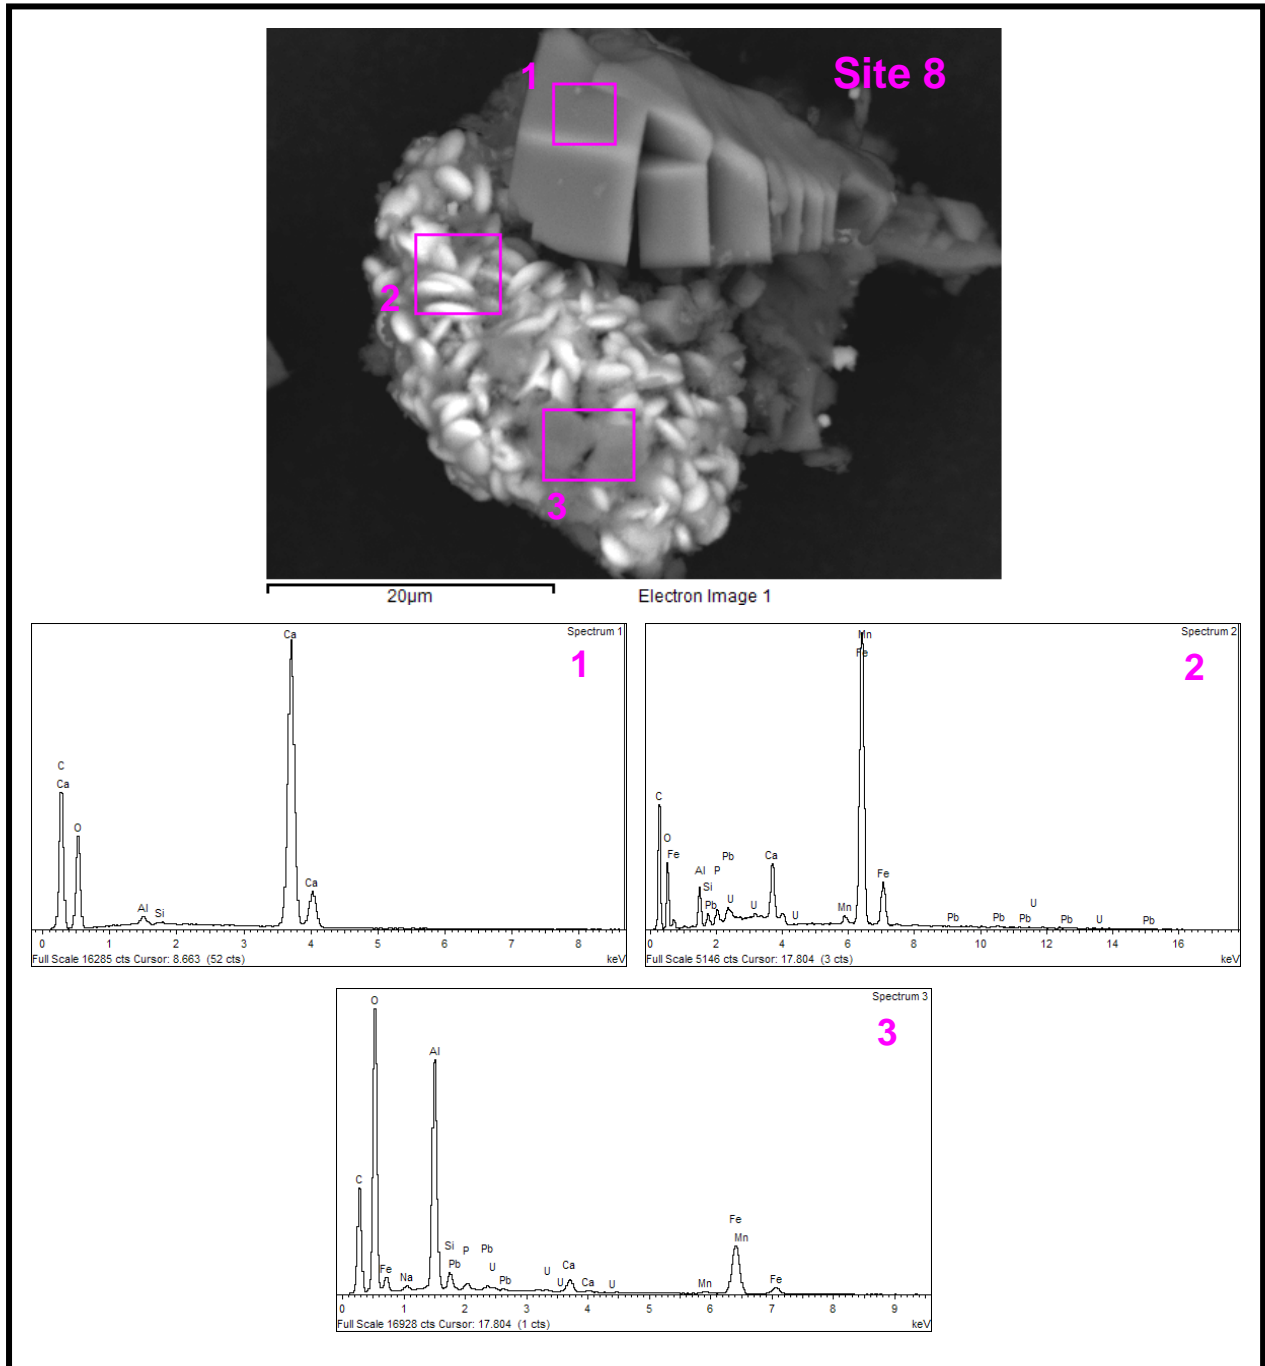 Site 8
1
2
3
20µm
Electron Image 1
Spectrum 1
1
Ca
C
Ca
O
Al
Si
Ca
0 1 2 3 4 5 6 7 8
Full Scale 16285 cts Cursor: 8.663 (52 cts)
keV
Spectrum 2
2
Mn
Fe
C
O
Fe
Al
Si
Pb
P
Pb
U
U
Ca
U
Mn
Fe
Pb
Pb
Pb
U
Pb
U
Pb
0 2 4 6 8 10 12 14 16
Full Scale 5146 cts Cursor: 17.804 (3 cts)
keV
Spectrum 3
3
O
Al
C
Fe
Na
Si
Pb
P
Pb
U
Pb
U
U
Ca
Ca
U
Mn
Fe
Mn
Fe
0 1 2 3 4 5 6 7 8 9
Full Scale 16928 cts Cursor: 17.804 (1 cts)
keV